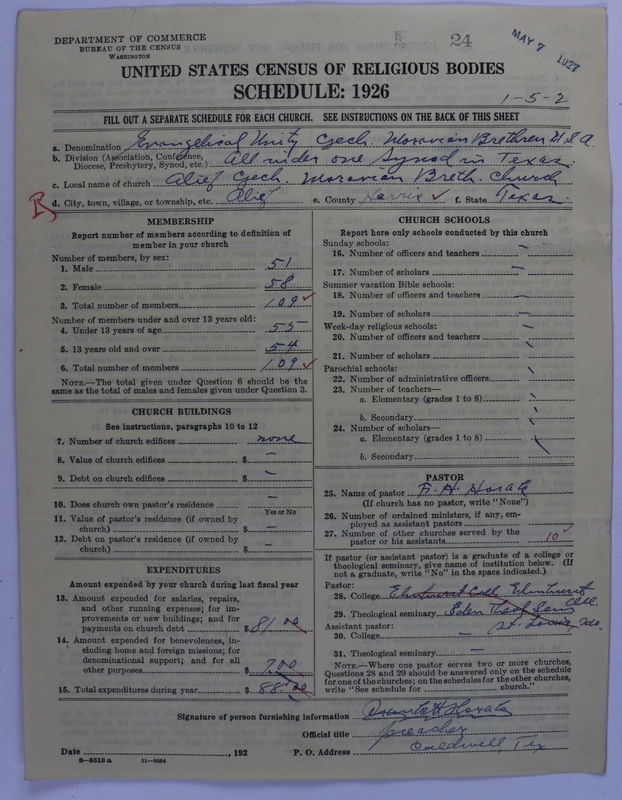 DEPARTMENT OF COMMERCE
BUREAU OF THE CENSUS
WASHINGTON
24
MAY 7 1927
UNITED STATES CENSUS OF RELIGIOUS BODIES
SCHEDULE: 1926
1-5-2
FILL OUT A SEPARATE SCHEDULE FOR EACH CHURCH. SEE INSTRUCTIONS ON THE BACK OF THIS SHEET
a. Denomination Evangelical Unity Czech. Moravian Brethren U.S.A.
b. Division (Association, Conference, Diocese, Presbytery, Synod, etc.) All under one Synod in Texas.
c. Local name of church Alief Czech. Moravian Breth. Church
d. City, town, village, or township, etc. Alief e. County Harris ✓ f. State Texas.
MEMBERSHIP
Report number of members according to definition of
member in your church
Number of members, by sex:
1. Male 51
2. Female 58
3. Total number of members 109 ✓
Number of members under and over 13 years old:
4. Under 13 years of age 55
5. 13 years old and over 54
6. Total number of members 109 ✓
NOTE.—The total given under Question 6 should be the
same as the total of males and females given under Question 3.
CHURCH BUILDINGS
See instructions, paragraphs 10 to 12
7. Number of church edifices none
8. Value of church edifices $ —
9. Debt on church edifices $ —
10. Does church own pastor's residence —
Yes or No
11. Value of pastor's residence (if owned by
church) $ —
12. Debt on pastor's residence (if owned by
church) $ —
EXPENDITURES
Amount expended by your church during last fiscal year
13. Amount expended for salaries, repairs,
and other running expenses; for im-
provements or new buildings; and for
payments on church debt $ 81.00
14. Amount expended for benevolences, in-
cluding home and foreign missions; for
denominational support; and for all
other purposes $ 7.00
15. Total expenditures during year $ 88.00
CHURCH SCHOOLS
Report here only schools conducted by this church
Sunday schools:
16. Number of officers and teachers —
17. Number of scholars —
Summer vacation Bible schools:
18. Number of officers and teachers —
19. Number of scholars —
Week-day religious schools:
20. Number of officers and teachers
21. Number of scholars
Parochial schools:
22. Number of administrative officers
23. Number of teachers—
a. Elementary (grades 1 to 8)
b. Secondary
24. Number of scholars—
a. Elementary (grades 1 to 8)
b. Secondary
PASTOR
25. Name of pastor F. H. Horak
(If church has no pastor, write "None")
26. Number of ordained ministers, if any, em-
ployed as assistant pastors
27. Number of other churches served by the
pastor or his assistants 10 ✓
If pastor (or assistant pastor) is a graduate of a college or
theological seminary, give name of institution below. (If
not a graduate, write "No" in the space indicated.)
Pastor:
28. College Elmhurst Coll. Elmhurst Ill.
29. Theological seminary Eden Theol Sem
St. Louis, Mo.
Assistant pastor:
30. College —
31. Theological seminary —
NOTE.—Where one pastor serves two or more churches,
Questions 28 and 29 should be answered only on the schedule
for one of the churches; on the schedules for the other churches,
write "See schedule for church."
Signature of person furnishing information H Horak
Official title preacher
Date , 192 P. O. Address Caldwell, Tex
6—5518a 11—9064